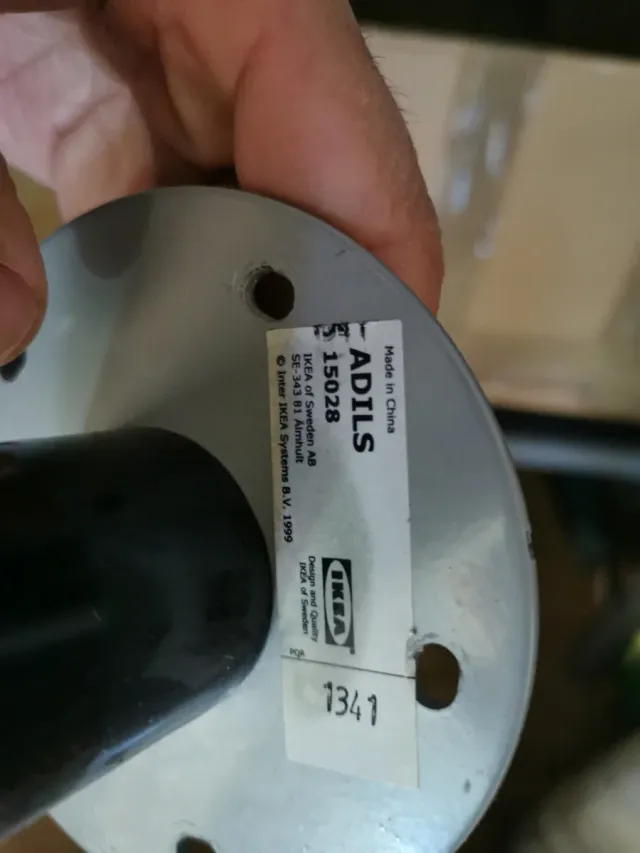 Made in China
ADILS
15028
IKEA of Sweden AB
SE-343 81 Älmhult
© Inter IKEA Systems B.V. 1999
IKEA
Design and Quality
IKEA of Sweden
1341